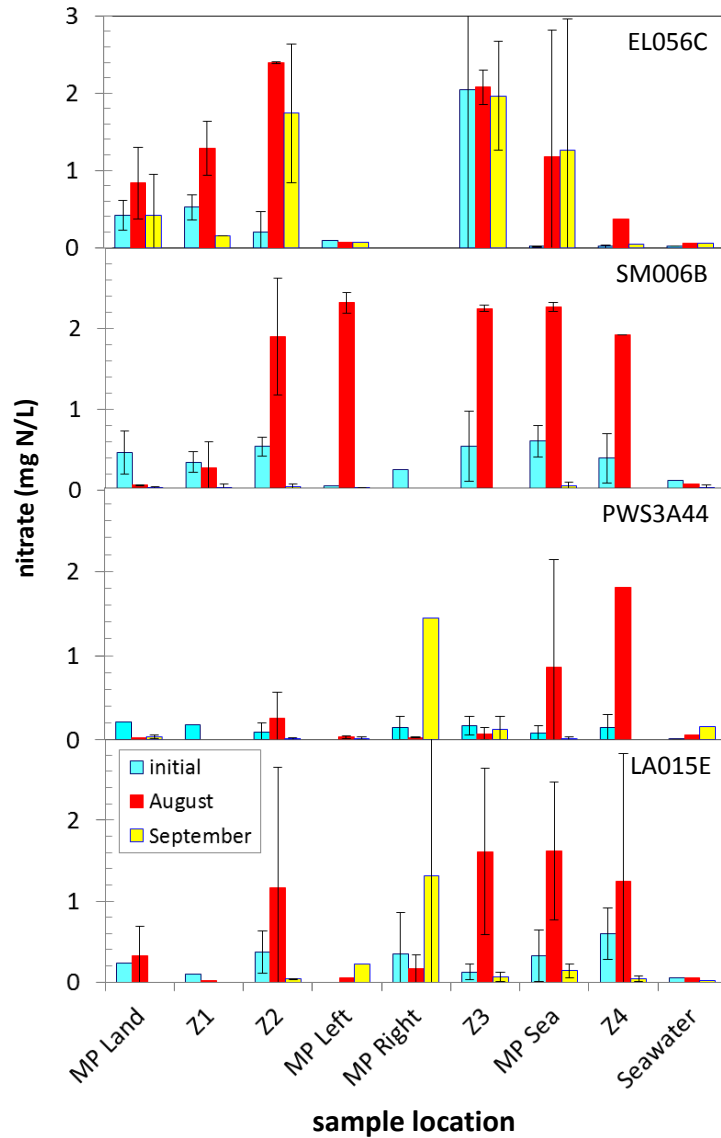 3
EL056C
2
1
0
SM006B
2
1
0
nitrate (mg N/L)
PWS3A44
2
1
0
LA015E
initial
August
September
2
1
0
MP Land
Z1
Z2
MP Left
MP Right
Z3
MP Sea
Z4
Seawater
sample location